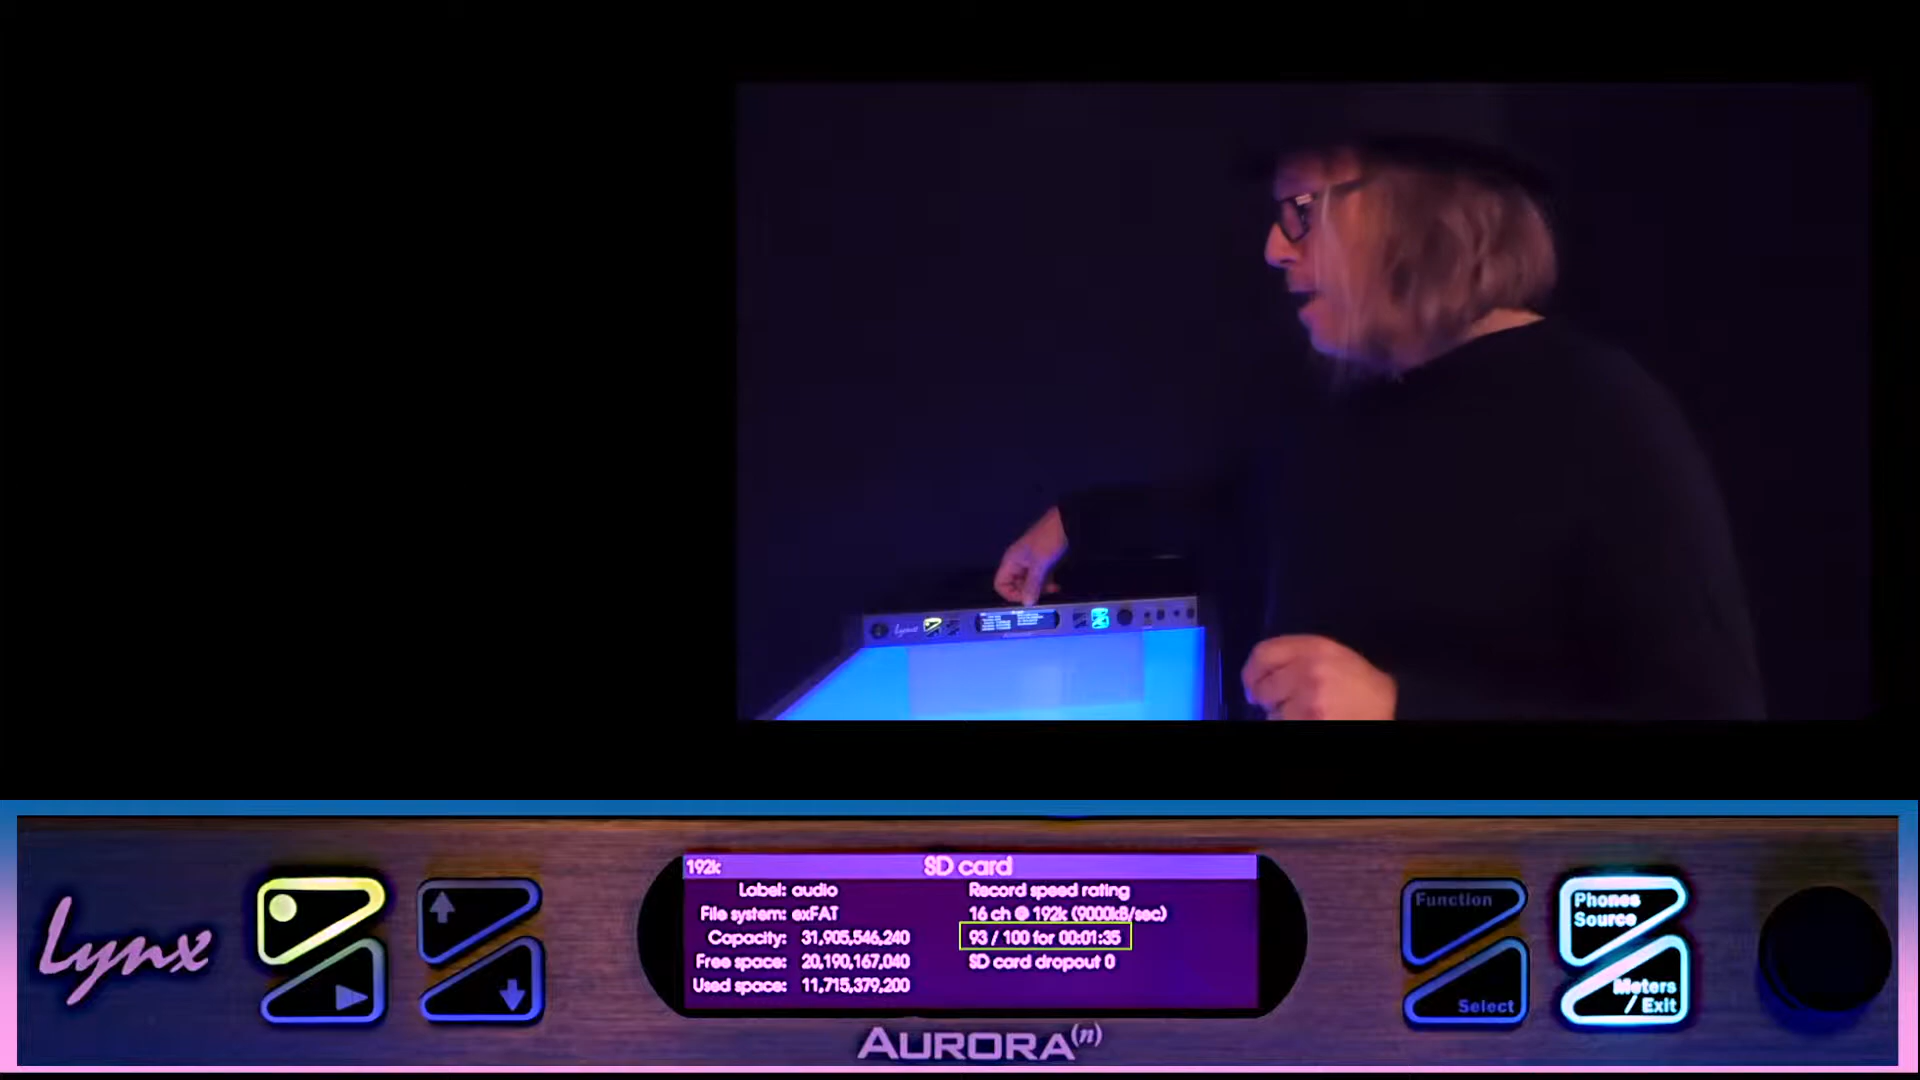 Lynx
192k
SD card
Label: audio
File system: exFAT
Capacity: 31,905,546,240
Free space: 20,190,167,040
Used space: 11,715,379,200
Record speed rating
16 ch @ 192k (9000kB/sec)
93 / 100 for 00:01:35
SD card dropout 0
Function
Select
Phones
Source
Meters
/ Exit
AURORA(n)